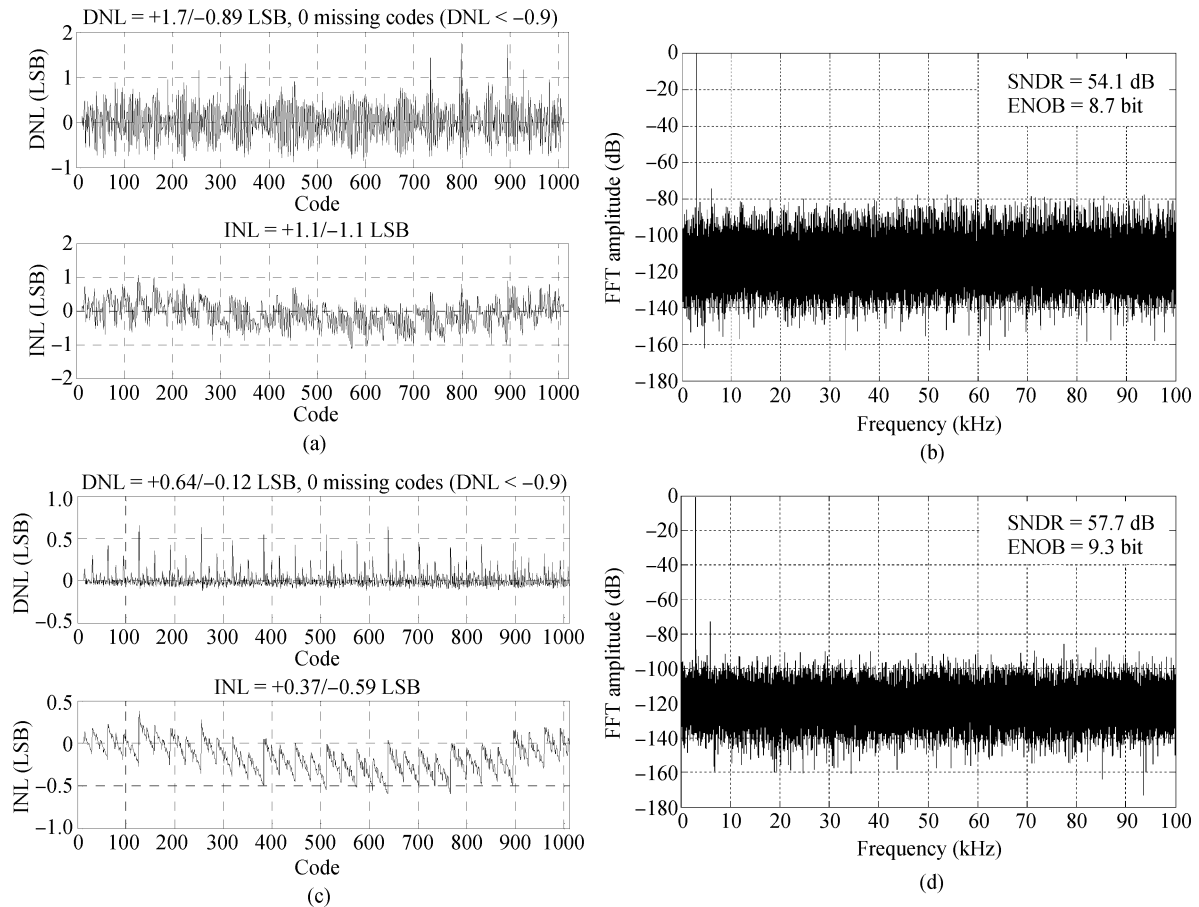 DNL = +1.7/−0.89 LSB, 0 missing codes (DNL < −0.9)
2
1
0
−1
DNL (LSB)
0 100 200 300 400 500 600 700 800 900 1000
Code
INL = +1.1/−1.1 LSB
2
1
0
−1
−2
INL (LSB)
0 100 200 300 400 500 600 700 800 900 1000
Code
(a)
0
−20
−40
−60
−80
−100
−120
−140
−160
−180
FFT amplitude (dB)
SNDR = 54.1 dB
ENOB = 8.7 bit
0 10 20 30 40 50 60 70 80 90 100
Frequency (kHz)
(b)
DNL = +0.64/−0.12 LSB, 0 missing codes (DNL < −0.9)
1.0
0.5
0
−0.5
DNL (LSB)
0 100 200 300 400 500 600 700 800 900 1000
Code
INL = +0.37/−0.59 LSB
0.5
0
−0.5
−1.0
INL (LSB)
0 100 200 300 400 500 600 700 800 900 1000
Code
(c)
0
−20
−40
−60
−80
−100
−120
−140
−160
−180
FFT amplitude (dB)
SNDR = 57.7 dB
ENOB = 9.3 bit
0 10 20 30 40 50 60 70 80 90 100
Frequency (kHz)
(d)